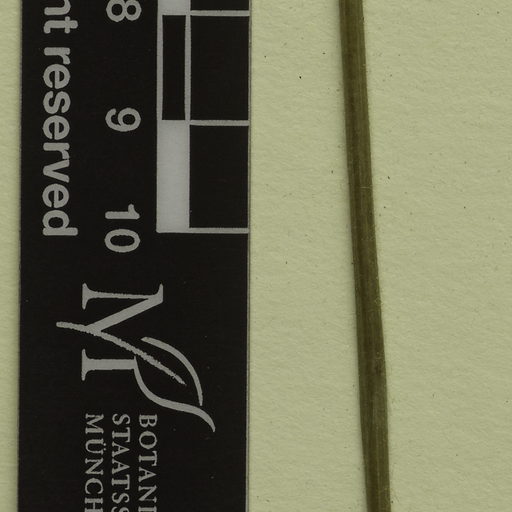 nt reserved
8 9 10
M
BOTANI
STAATSS
MÜNCH